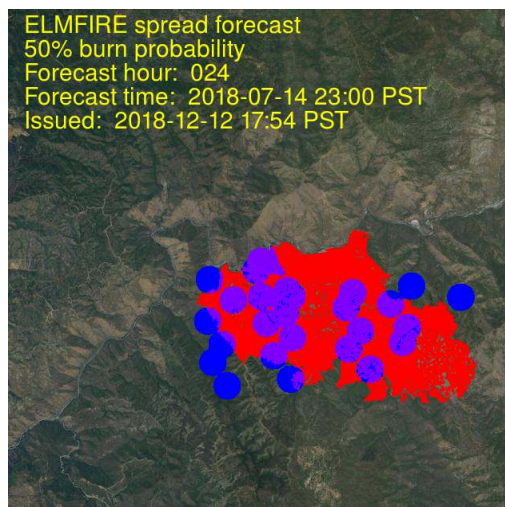 ELMFIRE spread forecast
50% burn probability
Forecast hour:  024
Forecast time:  2018-07-14 23:00 PST
Issued:  2018-12-12 17:54 PST